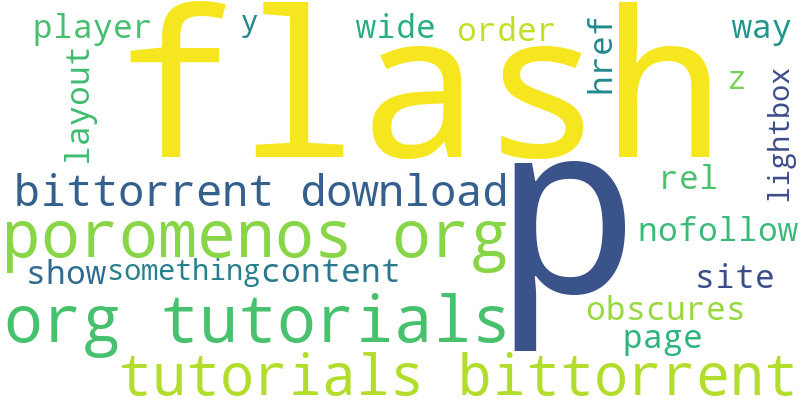 player
y
wide
order
href
way
flash
layout
z
lightbox
bittorrent download
p
rel
poromenos org
nofollow
show
something
content
site
org tutorials
obscures
page
tutorials bittorrent